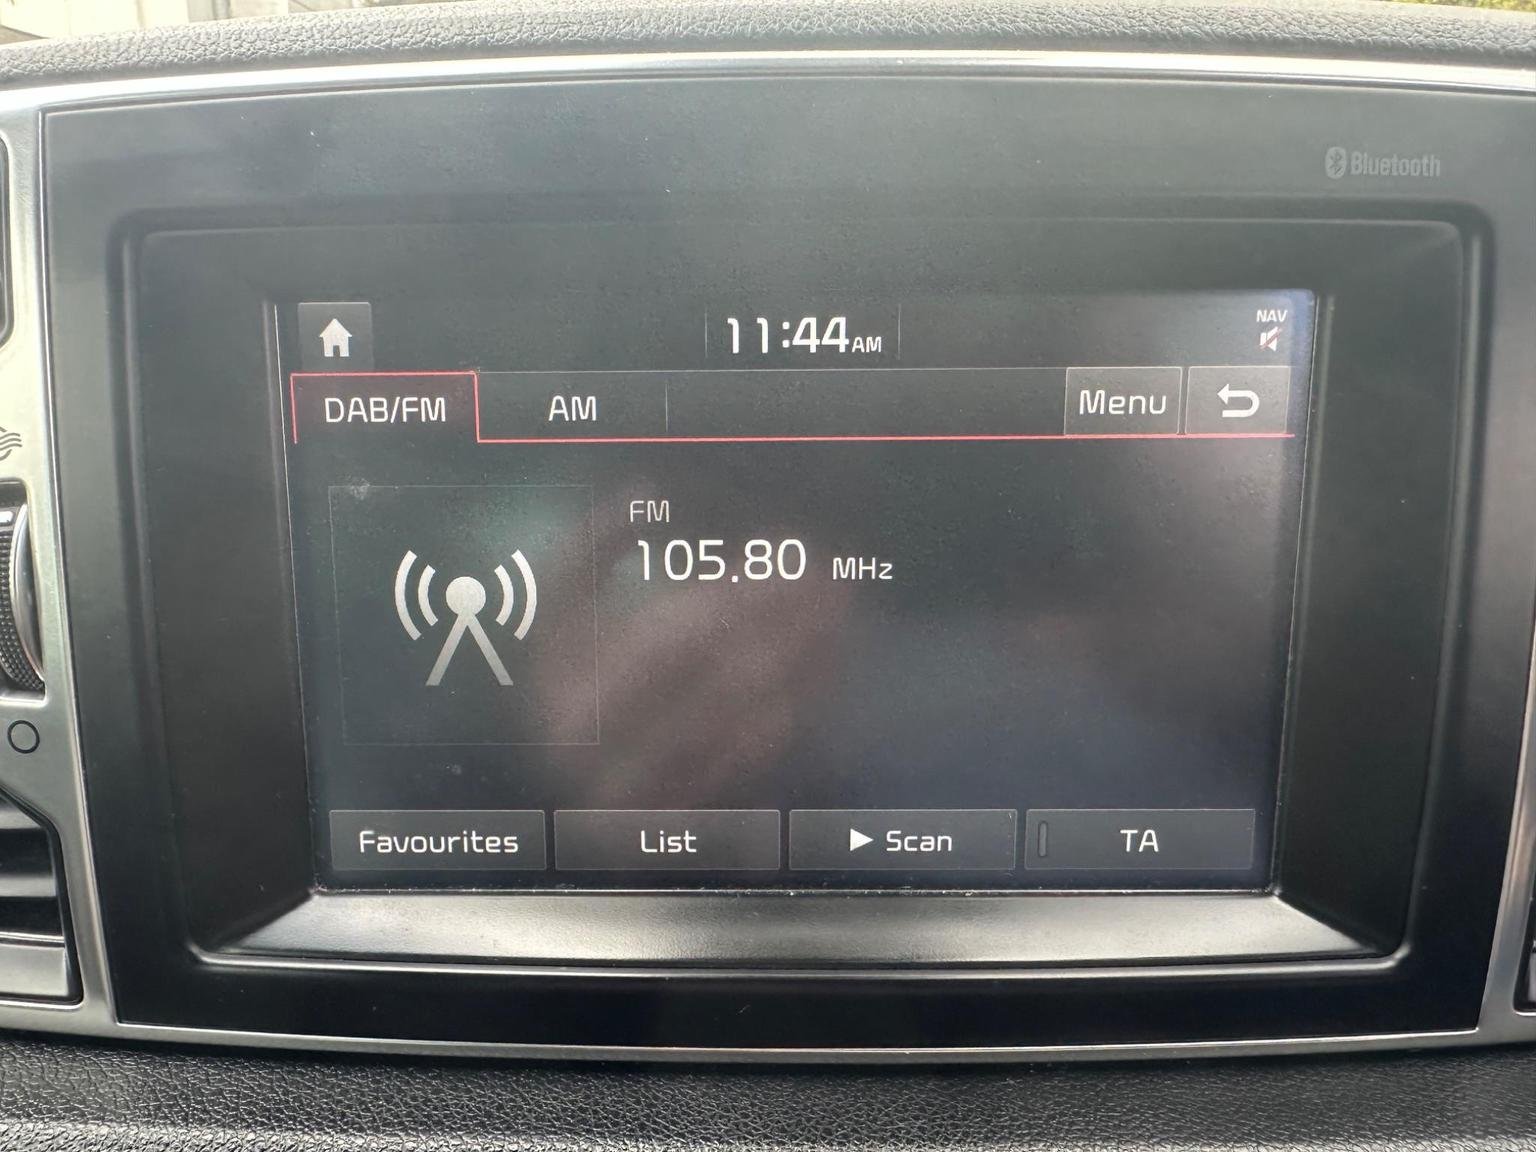 Bluetooth
11:44AM
NAV
DAB/FM AM Menu
FM
105.80 MHz
Favourites List Scan TA